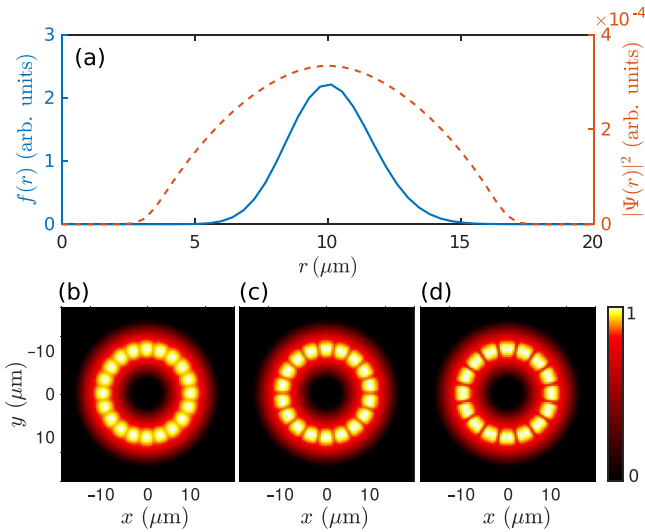 ×10⁻⁴
(a)
3
2
1
0
f(r) (arb. units)
4
2
0
|Ψ(r)|² (arb. units)
0 5 10 15 20
r (μm)
(b) (c) (d)
−10
0
10
y (μm)
1
0
−10 0 10 −10 0 10 −10 0 10
x (μm) x (μm) x (μm)